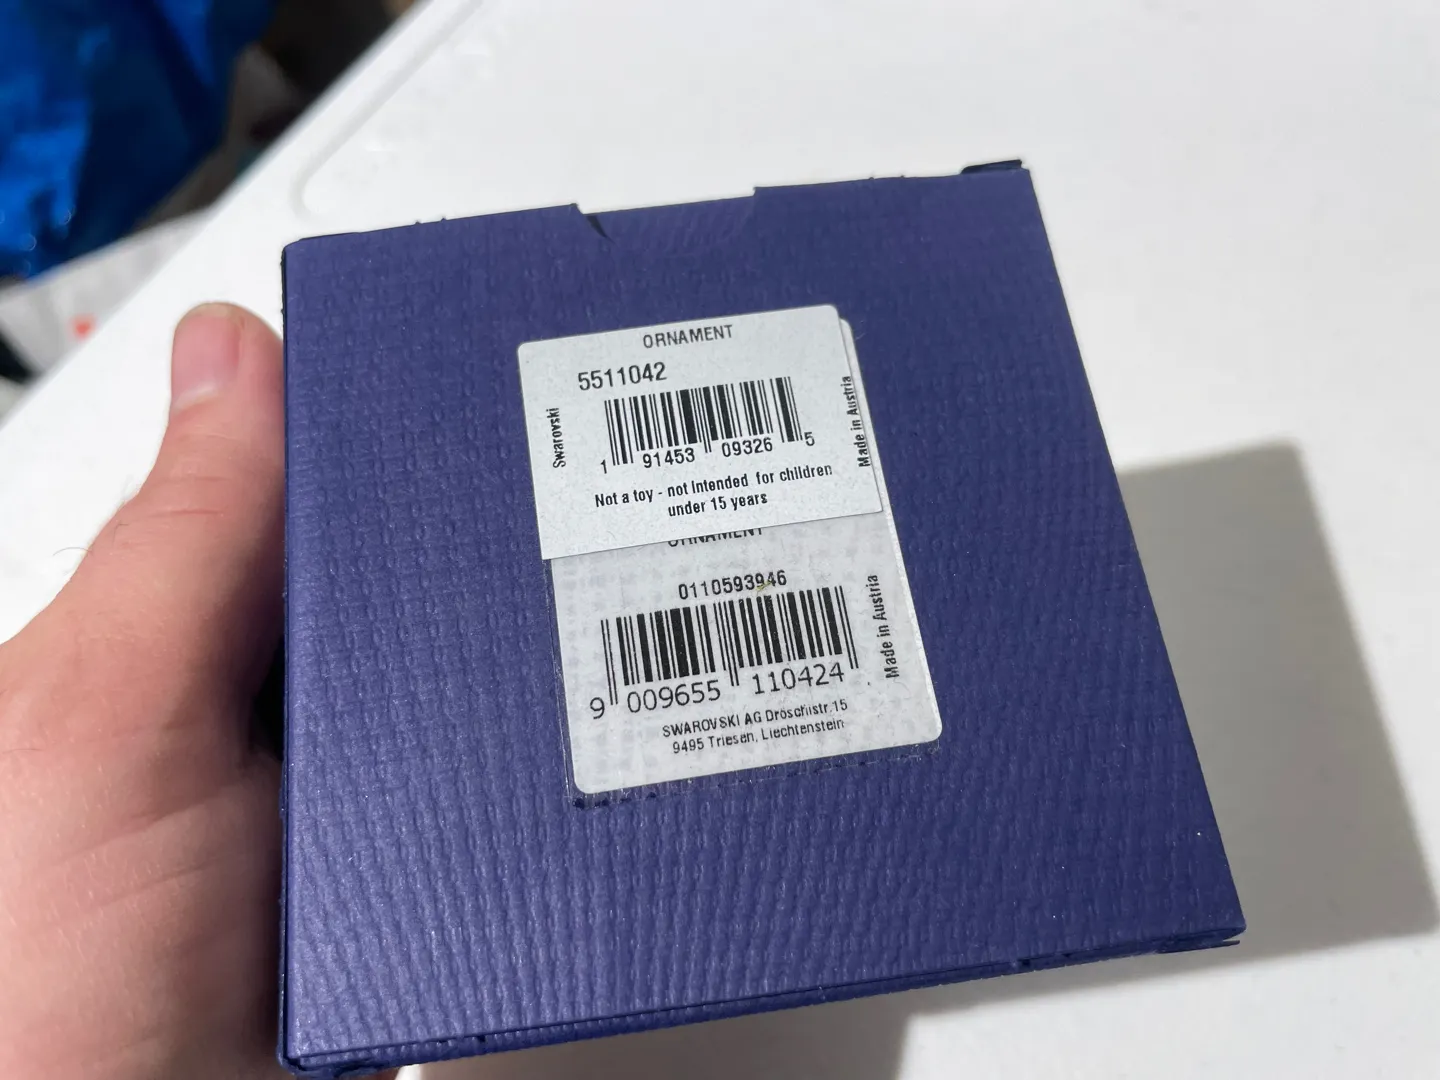 ORNAMENT
5511042
Swarovski
Made in Austria
1 91453 09326 5
Not a toy - not intended for children
under 15 years
ORNAMENT
0110593946
Made in Austria
9 009655 110424
SWAROVSKI AG Dröschistr.15
9495 Triesen, Liechtenstein